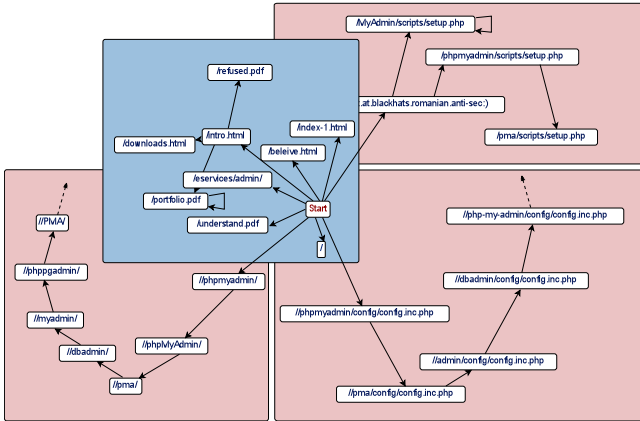 /MyAdmin/scripts/setup.php
/phpmyadmin/scripts/setup.php
/refused.pdf
.at.blackhats.romanian.anti-sec:)
/index-1.html
/intro.html
/pma/scripts/setup.php
/downloads.html
/beleive.html
/eservices/admin/
/portfolio.pdf
Start
//php-my-admin/config/config.inc.php
//PMA/
/understand.pdf
/
//phppgadmin/
//phpmyadmin/
//dbadmin/config/config.inc.php
//myadmin/
//phpmyadmin/config/config.inc.php
//phpMyAdmin/
//dbadmin/
//admin/config/config.inc.php
//pma/
//pma/config/config.inc.php